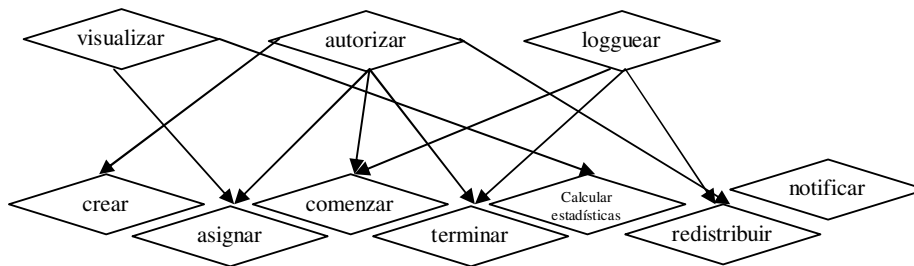 visualizar
autorizar
logguear
crear
asignar
comenzar
terminar
Calcular
estadísticas
redistribuir
notificar